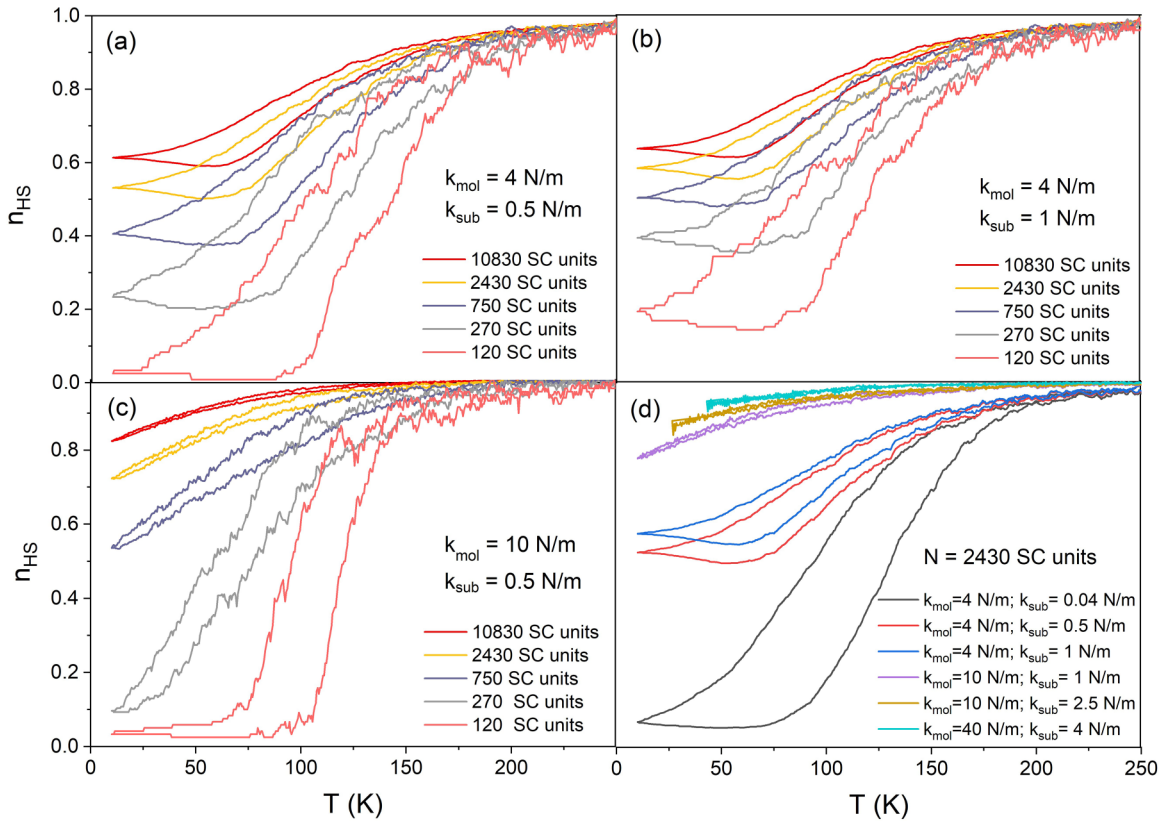 1.0
0.8
0.6
0.4
0.2
0.0
n_HS
(a)
k_mol = 4 N/m
k_sub = 0.5 N/m
10830 SC units
2430 SC units
750 SC units
270 SC units
120 SC units
(b)
k_mol = 4 N/m
k_sub = 1 N/m
10830 SC units
2430 SC units
750 SC units
270 SC units
120 SC units
0.8
0.6
0.4
0.2
0.0
n_HS
(c)
k_mol = 10 N/m
k_sub = 0.5 N/m
10830 SC units
2430 SC units
750 SC units
270 SC units
120 SC units
0 50 100 150 200
T (K)
(d)
N = 2430 SC units
k_mol=4 N/m; k_sub= 0.04 N/m
k_mol=4 N/m; k_sub= 0.5 N/m
k_mol=4 N/m; k_sub= 1 N/m
k_mol=10 N/m; k_sub= 1 N/m
k_mol=10 N/m; k_sub= 2.5 N/m
k_mol=40 N/m; k_sub= 4 N/m
0 50 100 150 200 250
T (K)